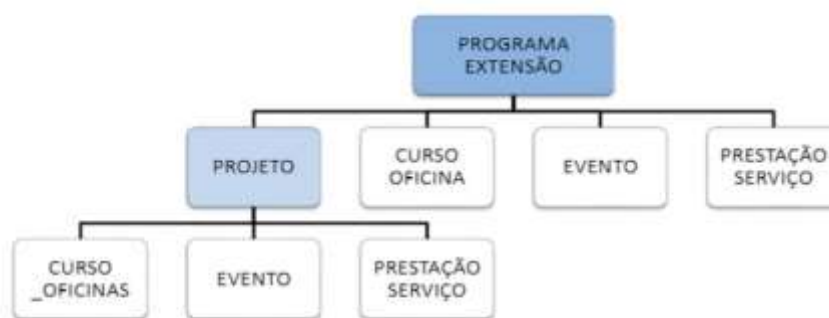 PROGRAMA
EXTENSÃO
PROJETO
CURSO
OFICINA
EVENTO
PRESTAÇÃO
SERVIÇO
CURSO
_OFICINAS
EVENTO
PRESTAÇÃO
SERVIÇO